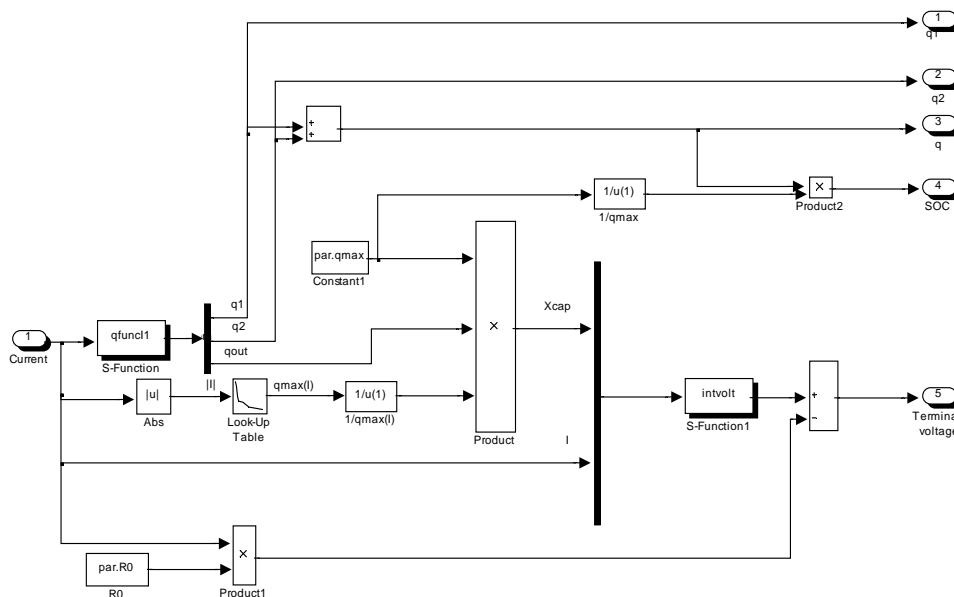 1
q1
2
q2
+
+
3
q
1/u(1)
1/qmax
×
Product2
4
SOC
par.qmax
Constant1
q1
Xcap
q2
1
Current
qfuncl1
S-Function
qout
×
|I|
qmax(I)
|u|
Abs
Look-Up
Table
1/u(1)
1/qmax(I)
Product
I
intvolt
S-Function1
+
−
5
Termina
voltage
par.R0
R0
×
Product1